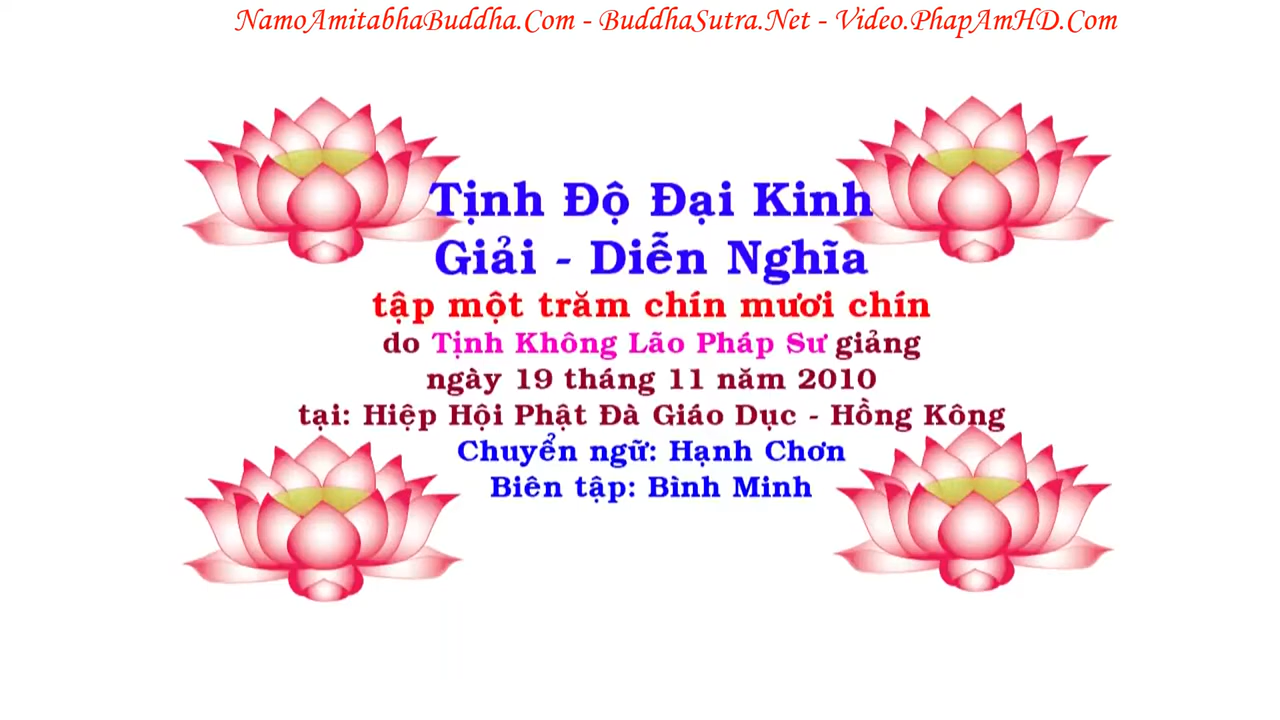 NamoAmitabhaBuddha.Com - BuddhaSutra.Net - Video.PhapAmHD.Com
Tịnh Độ Đại Kinh
Giải - Diễn Nghĩa
tập một trăm chín mươi chín
do Tịnh Không Lão Pháp Sư giảng
ngày 19 tháng 11 năm 2010
tại: Hiệp Hội Phật Đà Giáo Dục - Hồng Kông
Chuyển ngữ: Hạnh Chơn
Biên tập: Bình Minh